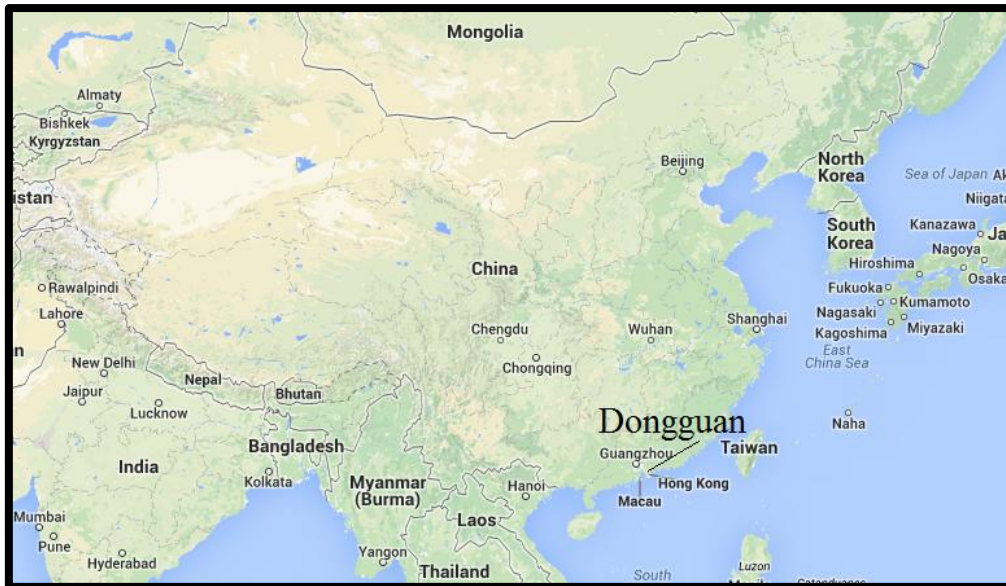 Mongolia
Almaty
Bishkek
Kyrgyzstan
Beijing
North
Korea
Sea of Japan
Ak
istan
Niigata
South
Korea
Kanazawa
Ja
Nagoya
China
Hiroshima
Osaka
Rawalpindi
Fukuoka
Kumamoto
Lahore
Nagasaki
Shanghai
Chengdu
Wuhan
Kagoshima
Miyazaki
n
East
China Sea
New Delhi
Chongqing
Nepal
Jaipur
Bhutan
Lucknow
Dongguan
Naha
Bangladesh
Taiwan
Guangzhou
India
Kolkata
Myanmar
(Burma)
Hanoi
Hong Kong
Macau
Laos
Mumbai
Pune
Hyderabad
Yangon
Thailand
South
Luzon